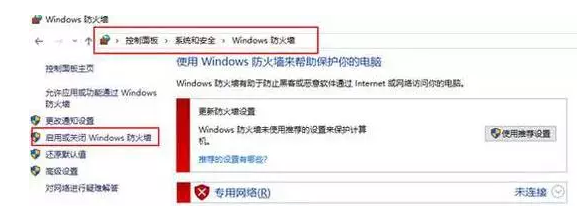 Windows 防火墙
控制面板 › 系统和安全 › Windows 防火墙
控制面板主页
允许应用或功能通过 Windows
防火墙
更改通知设置
启用或关闭 Windows 防火墙
还原默认值
高级设置
对网络进行疑难解答
使用 Windows 防火墙来帮助保护你的电脑
Windows 防火墙有助于防止黑客或恶意软件通过 Internet 或网络访问你的电脑。
更新防火墙设置
Windows 防火墙未使用推荐的设置来保护计算
机。
使用推荐设置
推荐的设置有哪些?
专用网络(R)
未连接